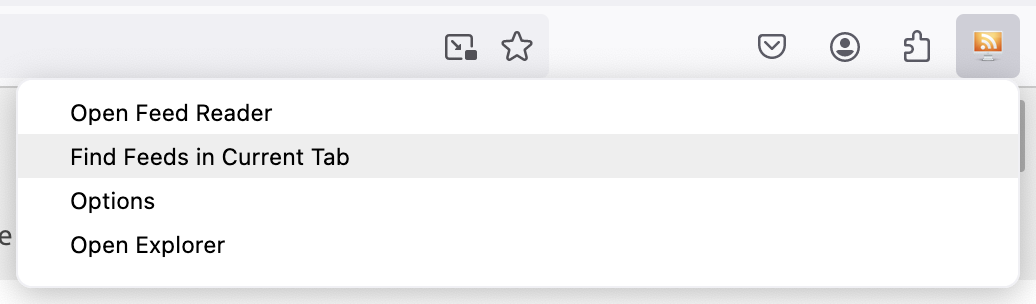 Open Feed Reader
Find Feeds in Current Tab
Options
e
Open Explorer